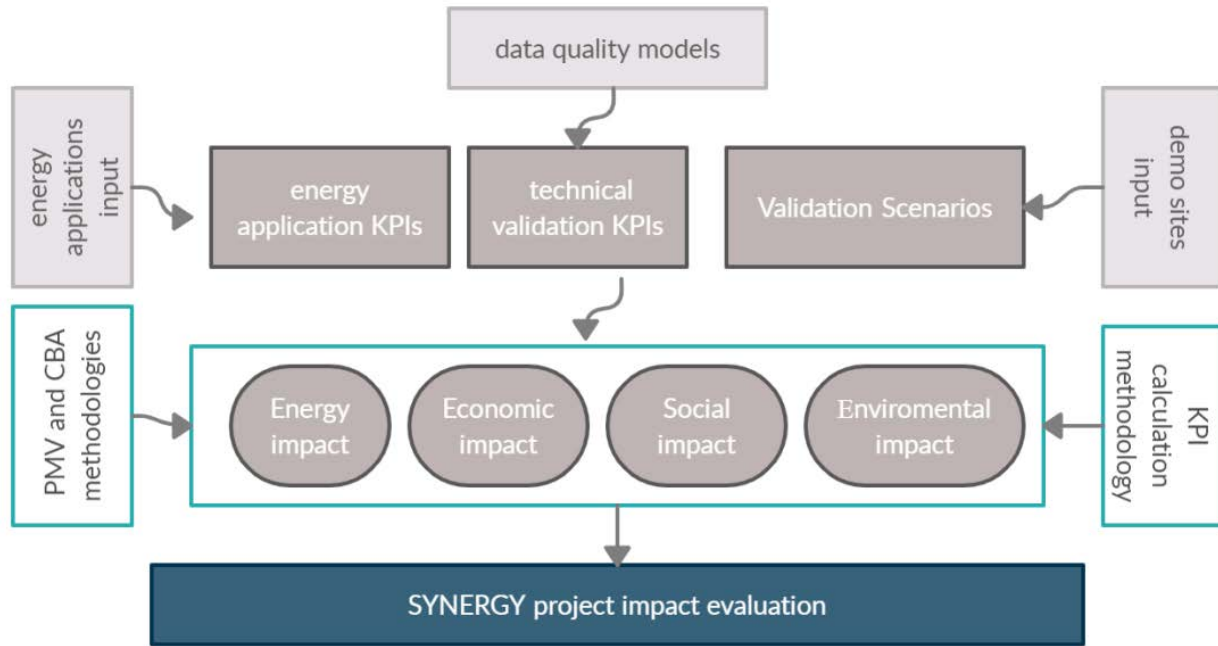 data quality models
energy
applications
input
energy
application KPIs
technical
validation KPIs
Validation Scenarios
demo sites
input
PMV and CBA
methodologies
Energy
impact
Economic
impact
Social
impact
Enviromental
impact
KPI
calculation
methodology
SYNERGY project impact evaluation